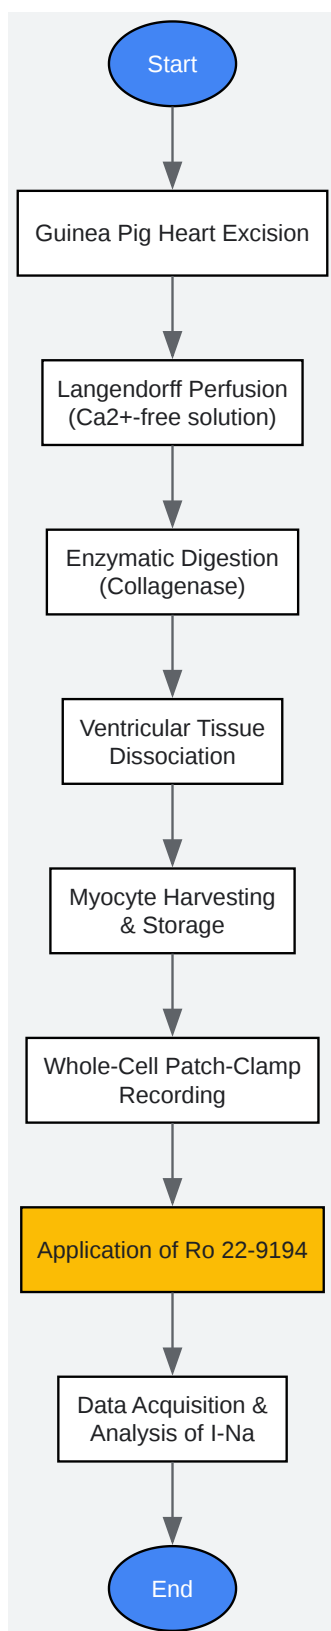 Start
Guinea Pig Heart Excision
Langendorff Perfusion
(Ca2+-free solution)
Enzymatic Digestion
(Collagenase)
Ventricular Tissue
Dissociation
Myocyte Harvesting
& Storage
Whole-Cell Patch-Clamp
Recording
Application of Ro 22-9194
Data Acquisition &
Analysis of I-Na
End